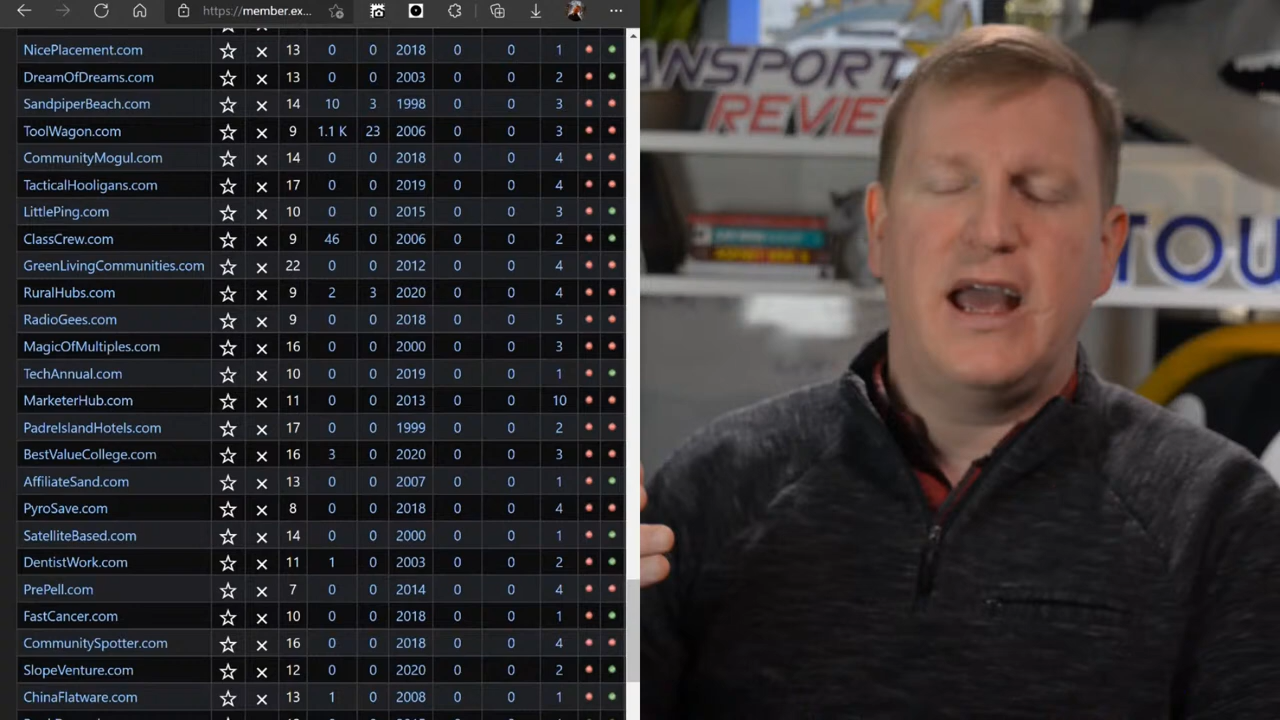 https://member.ex...
NicePlacement.com 13 0 0 2018 0 0 1
DreamOfDreams.com 13 0 0 2003 0 0 2
SandpiperBeach.com 14 10 3 1998 0 0 3
ToolWagon.com 9 1.1 K 23 2006 0 0 3
CommunityMogul.com 14 0 0 2018 0 0 4
TacticalHooligans.com 17 0 0 2019 0 0 4
LittlePing.com 10 0 0 2015 0 0 3
ClassCrew.com 9 46 0 2006 0 0 2
GreenLivingCommunities.com 22 0 0 2012 0 0 4
RuralHubs.com 9 2 3 2020 0 0 4
RadioGees.com 9 0 0 2018 0 0 5
MagicOfMultiples.com 16 0 0 2000 0 0 3
TechAnnual.com 10 0 0 2019 0 0 1
MarketerHub.com 11 0 0 2013 0 0 10
PadreIslandHotels.com 17 0 0 1999 0 0 2
BestValueCollege.com 16 3 0 2020 0 0 3
AffiliateSand.com 13 0 0 2007 0 0 1
PyroSave.com 8 0 0 2018 0 0 4
SatelliteBased.com 14 0 0 2000 0 0 1
DentistWork.com 11 1 0 2003 0 0 2
PrePell.com 7 0 0 2014 0 0 4
FastCancer.com 10 0 0 2018 0 0 1
CommunitySpotter.com 16 0 0 2018 0 0 4
SlopeVenture.com 12 0 0 2020 0 0 2
ChinaFlatware.com 13 1 0 2008 0 0 1
ANSPORT
REVIE
TOU